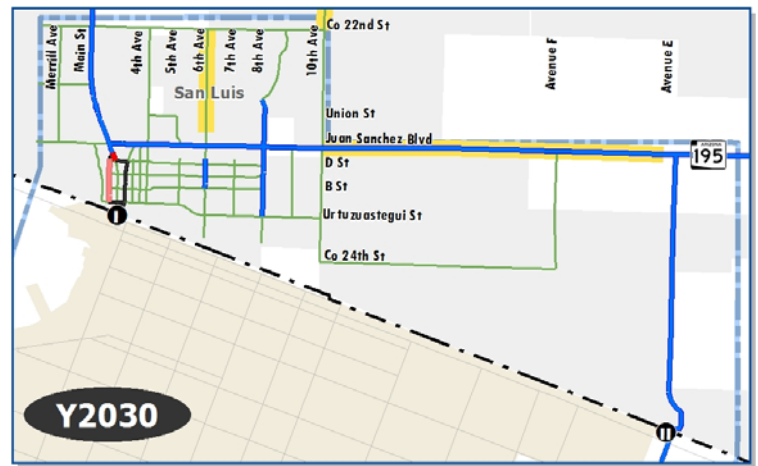 Co 22nd St
Merrill Ave
Main St
4th Ave
5th Ave
6th Ave
7th Ave
8th Ave
10th Ave
Avenue F
Avenue E
San Luis
Union St
Juan Sanchez Blvd
ARIZONA
195
D St
B St
Urtuzuastegui St
Co 24th St
I
II
Y2030